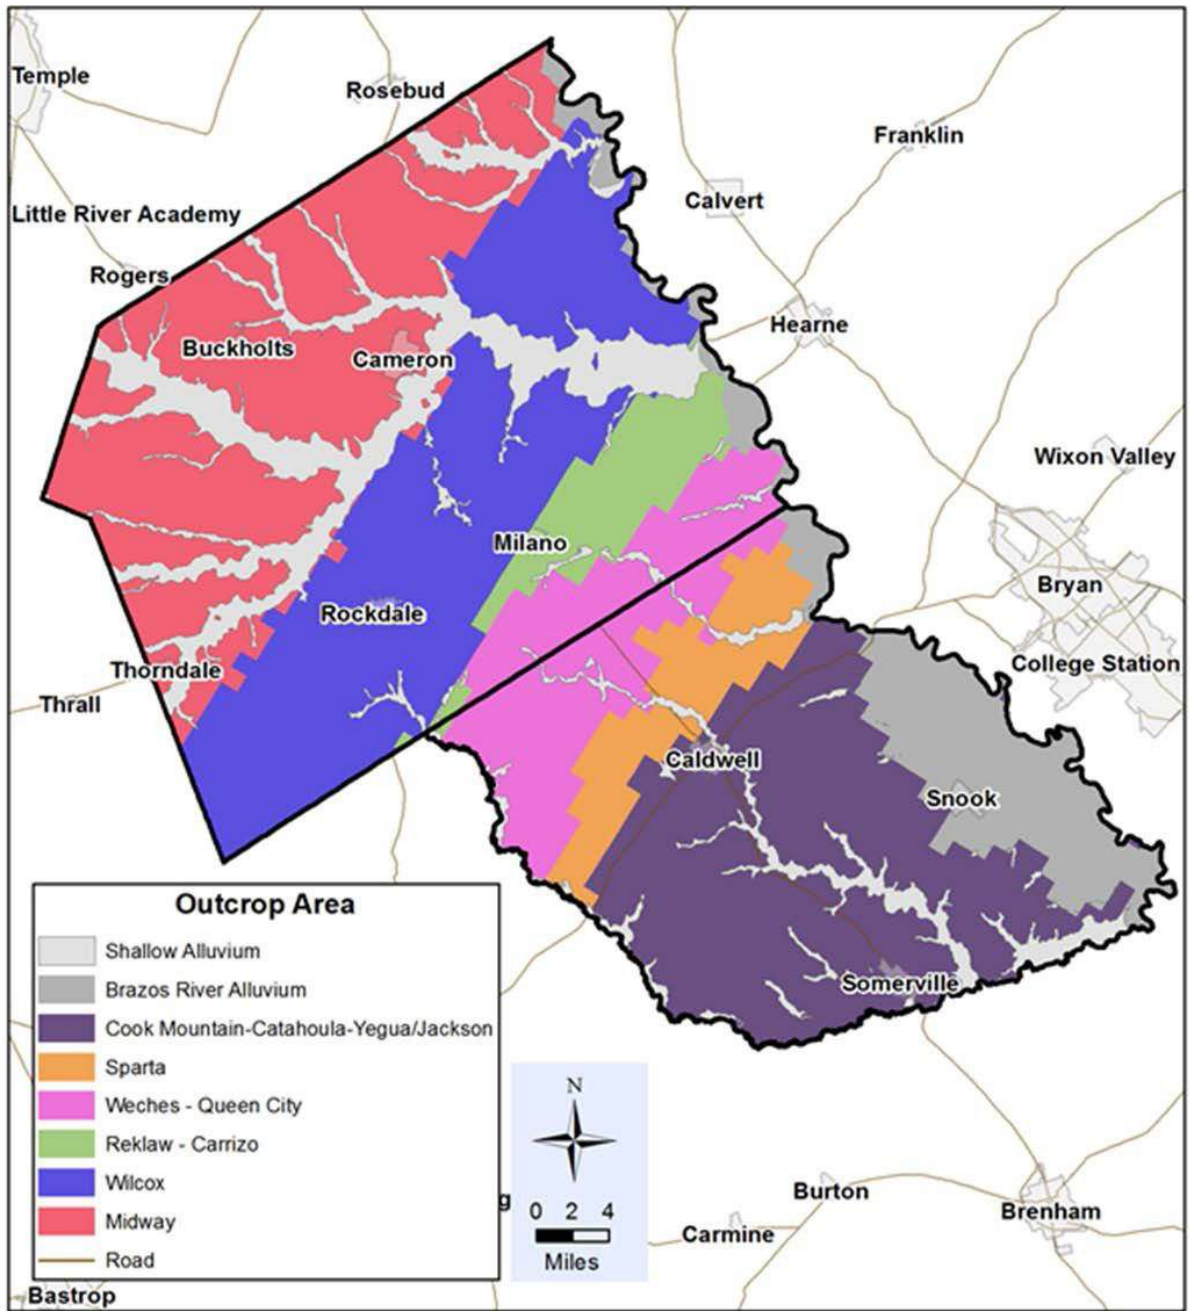 Temple
Rosebud
Franklin
Calvert
Little River Academy
Rogers
Hearne
Buckholts
Cameron
Wixon Valley
Milano
Bryan
Rockdale
College Station
Thorndale
Thrall
Caldwell
Snook
Somerville
Outcrop Area
Shallow Alluvium
Brazos River Alluvium
Cook Mountain-Catahoula-Yegua/Jackson
Sparta
Weches - Queen City
Reklaw - Carrizo
Wilcox
Midway
Road
N
0 2 4
Miles
g
Burton
Brenham
Carmine
Bastrop